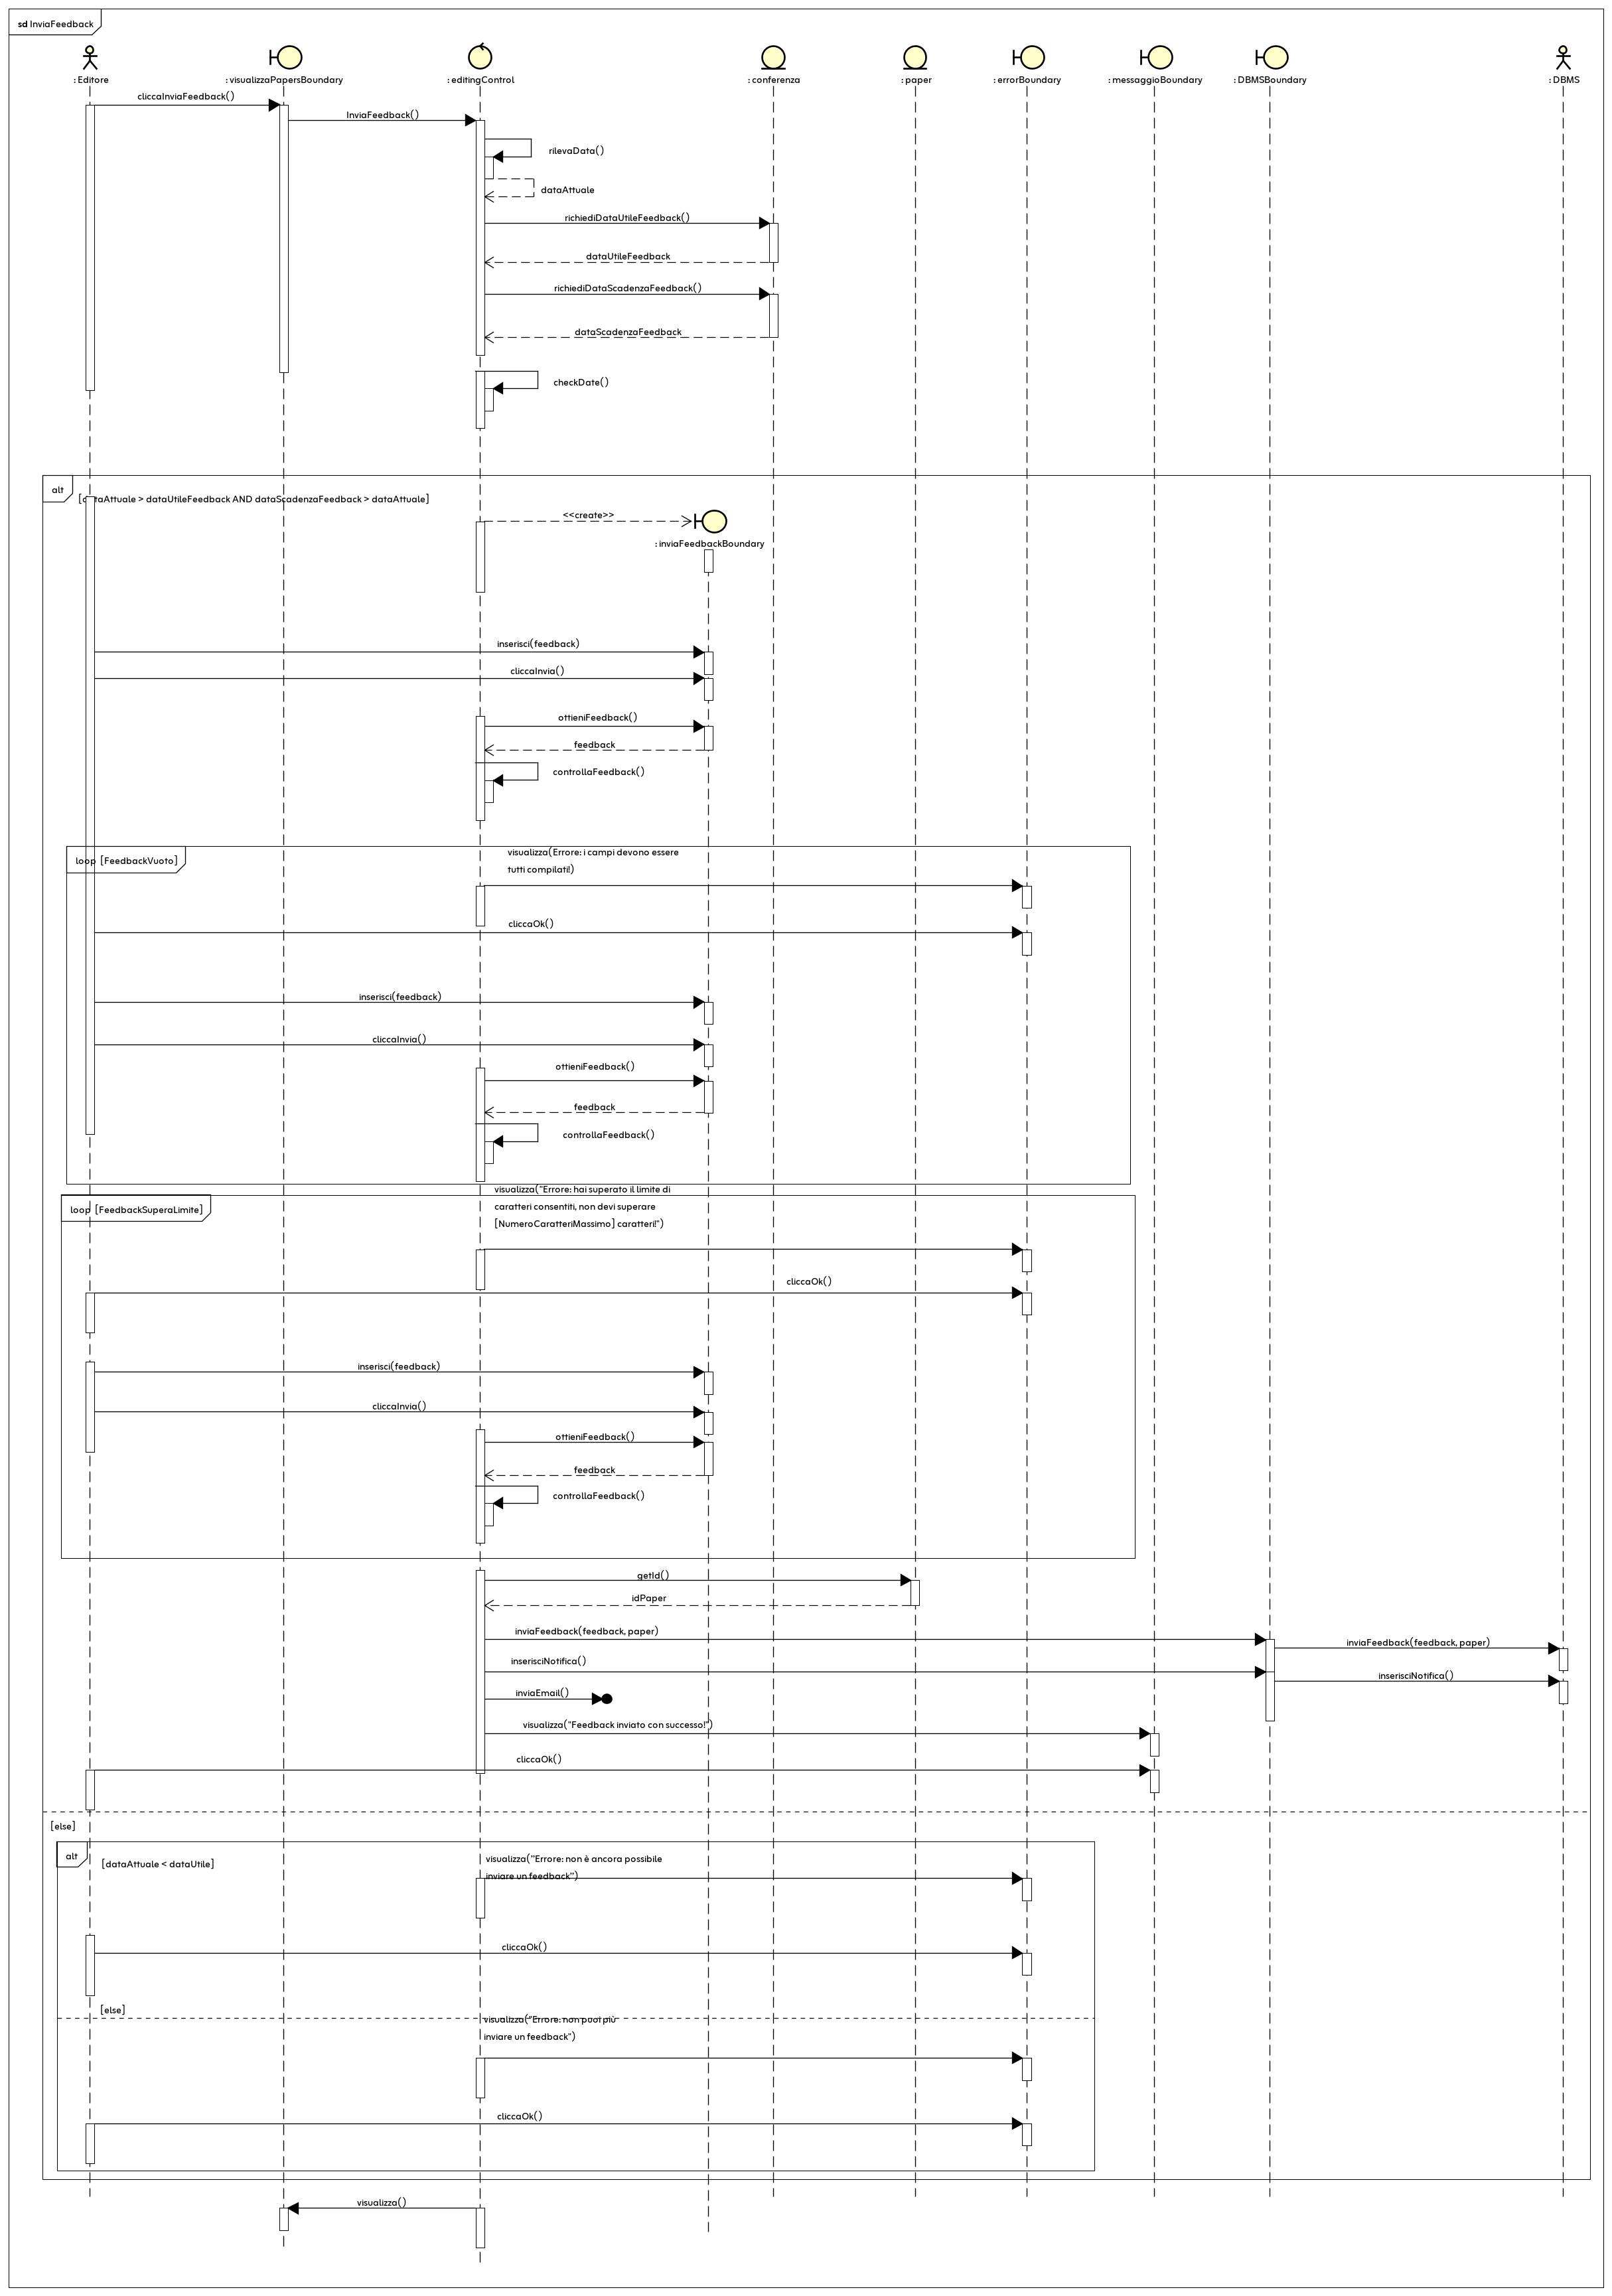 sd InviaFeedback
: Editore
: visualizzaPapersBoundary
: editingControl
: conferenza
: paper
: errorBoundary
: messaggioBoundary
: DBMSBoundary
: DBMS
cliccaInviaFeedback()
InviaFeedback()
rilevaData()
dataAttuale
richiediDataUtileFeedback()
dataUtileFeedback
richiediDataScadenzaFeedback()
dataScadenzaFeedback
checkDate()
alt
[dataAttuale > dataUtileFeedback AND dataScadenzaFeedback > dataAttuale]
<<create>>
: inviaFeedbackBoundary
inserisci(feedback)
cliccaInvia()
ottieniFeedback()
feedback
controllaFeedback()
loop [FeedbackVuoto]
visualizza(Errore: i campi devono essere
tutti compilati!)
cliccaOk()
inserisci(feedback)
cliccaInvia()
ottieniFeedback()
feedback
controllaFeedback()
loop [FeedbackSuperaLimite]
visualizza("Errore: hai superato il limite di
caratteri consentiti, non devi superare
[NumeroCaratteriMassimo] caratteri!")
cliccaOk()
inserisci(feedback)
cliccaInvia()
ottieniFeedback()
feedback
controllaFeedback()
getId()
idPaper
inviaFeedback(feedback, paper)
inviaFeedback(feedback, paper)
inserisciNotifica()
inserisciNotifica()
inviaEmail()
visualizza("Feedback inviato con successo!")
cliccaOk()
[else]
alt
[dataAttuale < dataUtile]
visualizza("Errore: non è ancora possibile
inviare un feedback")
cliccaOk()
[else]
visualizza("Errore: non puoi più
inviare un feedback")
cliccaOk()
visualizza()